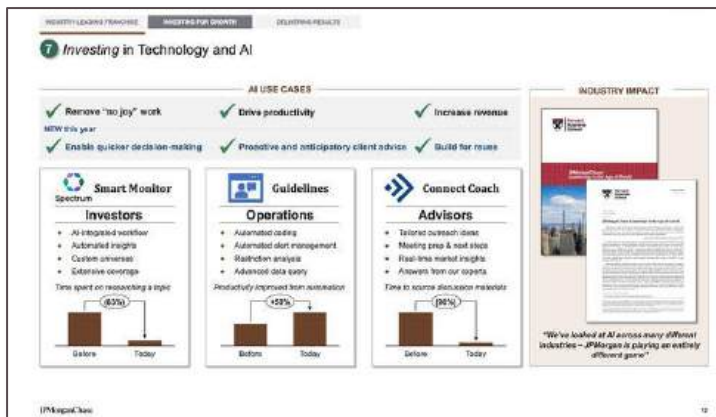 INDUSTRY LEADING FRANCHISE
INVESTING FOR GROWTH
DELIVERING RESULTS
7 Investing in Technology and AI
AI USE CASES
Remove "no joy" work
Drive productivity
Increase revenue
NEW this year
Enable quicker decision-making
Proactive and anticipatory client advice
Build for reuse
Spectrum
Smart Monitor
Investors
AI-integrated workflow
Automated insights
Custom universes
Extensive coverage
Time spent on researching a topic
Before
Today
Guidelines
Operations
Automated coding
Automated alert management
Restriction analysis
Advanced data query
Productivity improved from automation
Before
Today
Connect Coach
Advisors
Tailored outreach ideas
Meeting prep & next steps
Real-time market insights
Answers from our experts
Time to source discussion materials
Before
Today
INDUSTRY IMPACT
Harvard
Business
School
JPMorganChase
"We've looked at AI across many different
industries – JPMorgan is playing an entirely
different game"
JPMorganChase